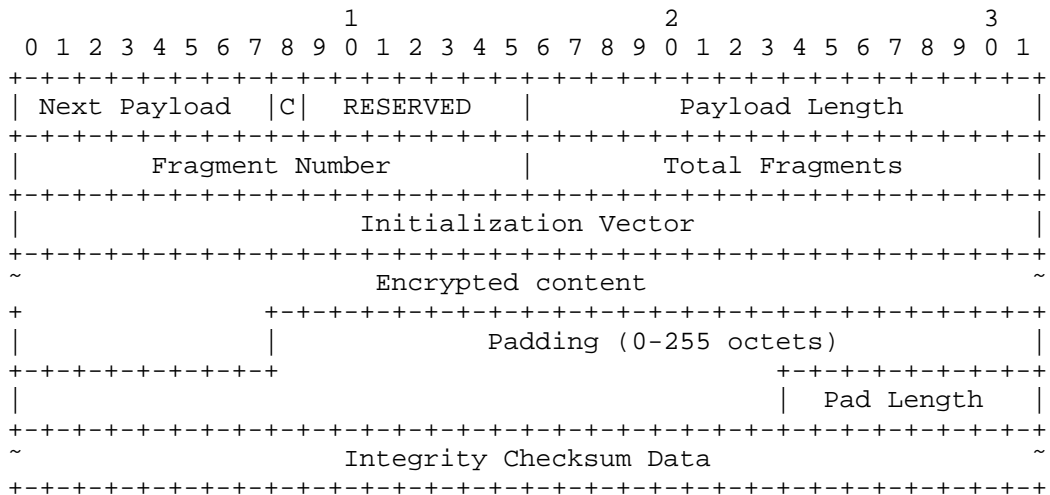 1                   2                   3
 0 1 2 3 4 5 6 7 8 9 0 1 2 3 4 5 6 7 8 9 0 1 2 3 4 5 6 7 8 9 0 1
+-+-+-+-+-+-+-+-+-+-+-+-+-+-+-+-+-+-+-+-+-+-+-+-+-+-+-+-+-+-+-+-+
| Next Payload  |C|  RESERVED   |         Payload Length        |
+-+-+-+-+-+-+-+-+-+-+-+-+-+-+-+-+-+-+-+-+-+-+-+-+-+-+-+-+-+-+-+-+
|        Fragment Number        |        Total Fragments        |
+-+-+-+-+-+-+-+-+-+-+-+-+-+-+-+-+-+-+-+-+-+-+-+-+-+-+-+-+-+-+-+-+
|                     Initialization Vector                     |
+-+-+-+-+-+-+-+-+-+-+-+-+-+-+-+-+-+-+-+-+-+-+-+-+-+-+-+-+-+-+-+-+
~                      Encrypted content                        ~
+               +-+-+-+-+-+-+-+-+-+-+-+-+-+-+-+-+-+-+-+-+-+-+-+-+
|               |             Padding (0-255 octets)            |
+-+-+-+-+-+-+-+-+                               +-+-+-+-+-+-+-+-+
|                                               |  Pad Length   |
+-+-+-+-+-+-+-+-+-+-+-+-+-+-+-+-+-+-+-+-+-+-+-+-+-+-+-+-+-+-+-+-+
~                    Integrity Checksum Data                    ~
+-+-+-+-+-+-+-+-+-+-+-+-+-+-+-+-+-+-+-+-+-+-+-+-+-+-+-+-+-+-+-+-+